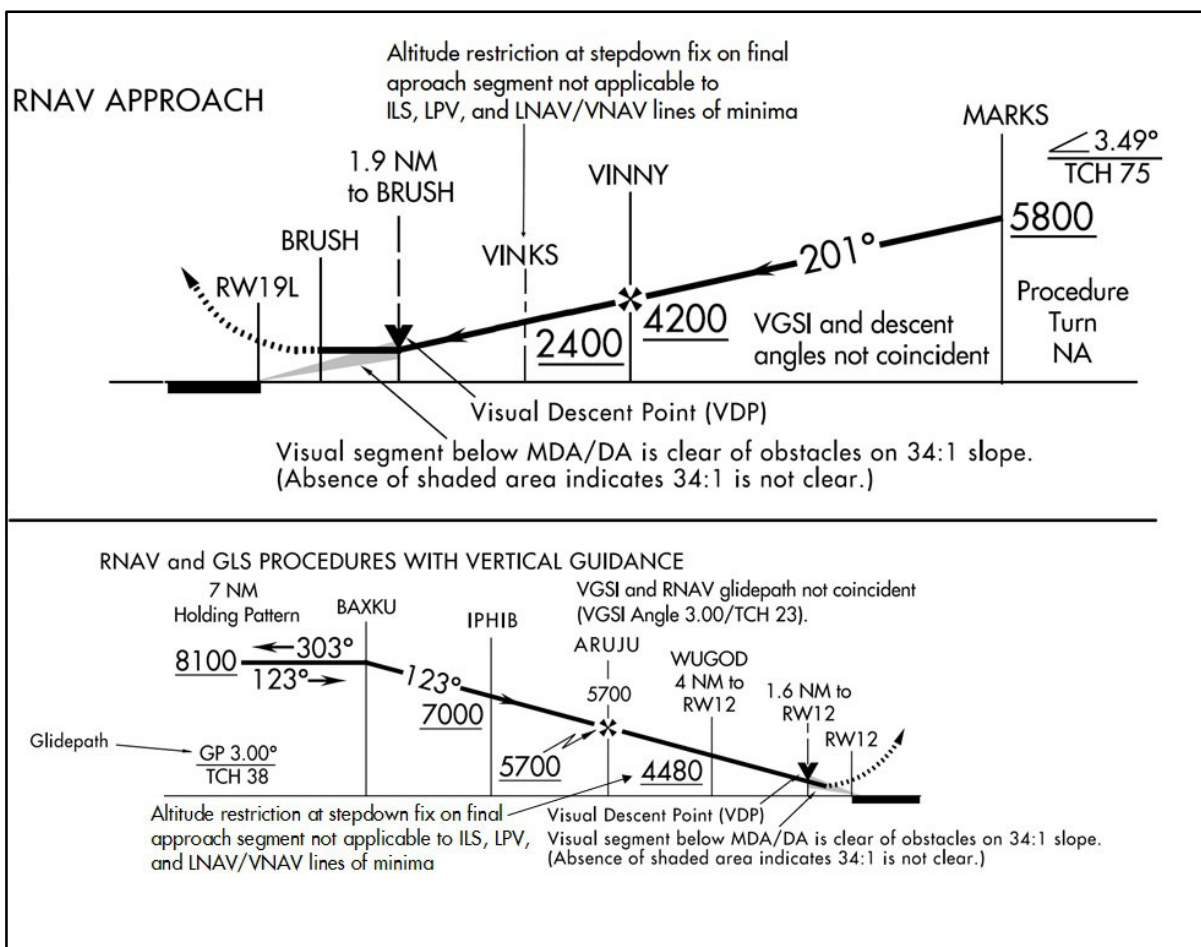 RNAV APPROACH
Altitude restriction at stepdown fix on final
aproach segment not applicable to
ILS, LPV, and LNAV/VNAV lines of minima
MARKS
3.49°
TCH 75
1.9 NM
to BRUSH
VINNY
BRUSH
VINKS
RW19L
5800
201°
2400
4200
VGSI and descent
angles not coincident
Procedure
Turn
NA
Visual Descent Point (VDP)
Visual segment below MDA/DA is clear of obstacles on 34:1 slope.
(Absence of shaded area indicates 34:1 is not clear.)
RNAV and GLS PROCEDURES WITH VERTICAL GUIDANCE
7 NM
Holding Pattern
BAXKU
IPHIB
VGSI and RNAV glidepath not coincident
(VGSI Angle 3.00/TCH 23).
ARUJU
5700
WUGOD
4 NM to
RW12
1.6 NM to
RW12
RW12
8100
303°
123°
123°
7000
5700
4480
Glidepath
GP 3.00°
TCH 38
Altitude restriction at stepdown fix on final
approach segment not applicable to ILS, LPV,
and LNAV/VNAV lines of minima
Visual Descent Point (VDP)
Visual segment below MDA/DA is clear of obstacles on 34:1 slope.
(Absence of shaded area indicates 34:1 is not clear.)